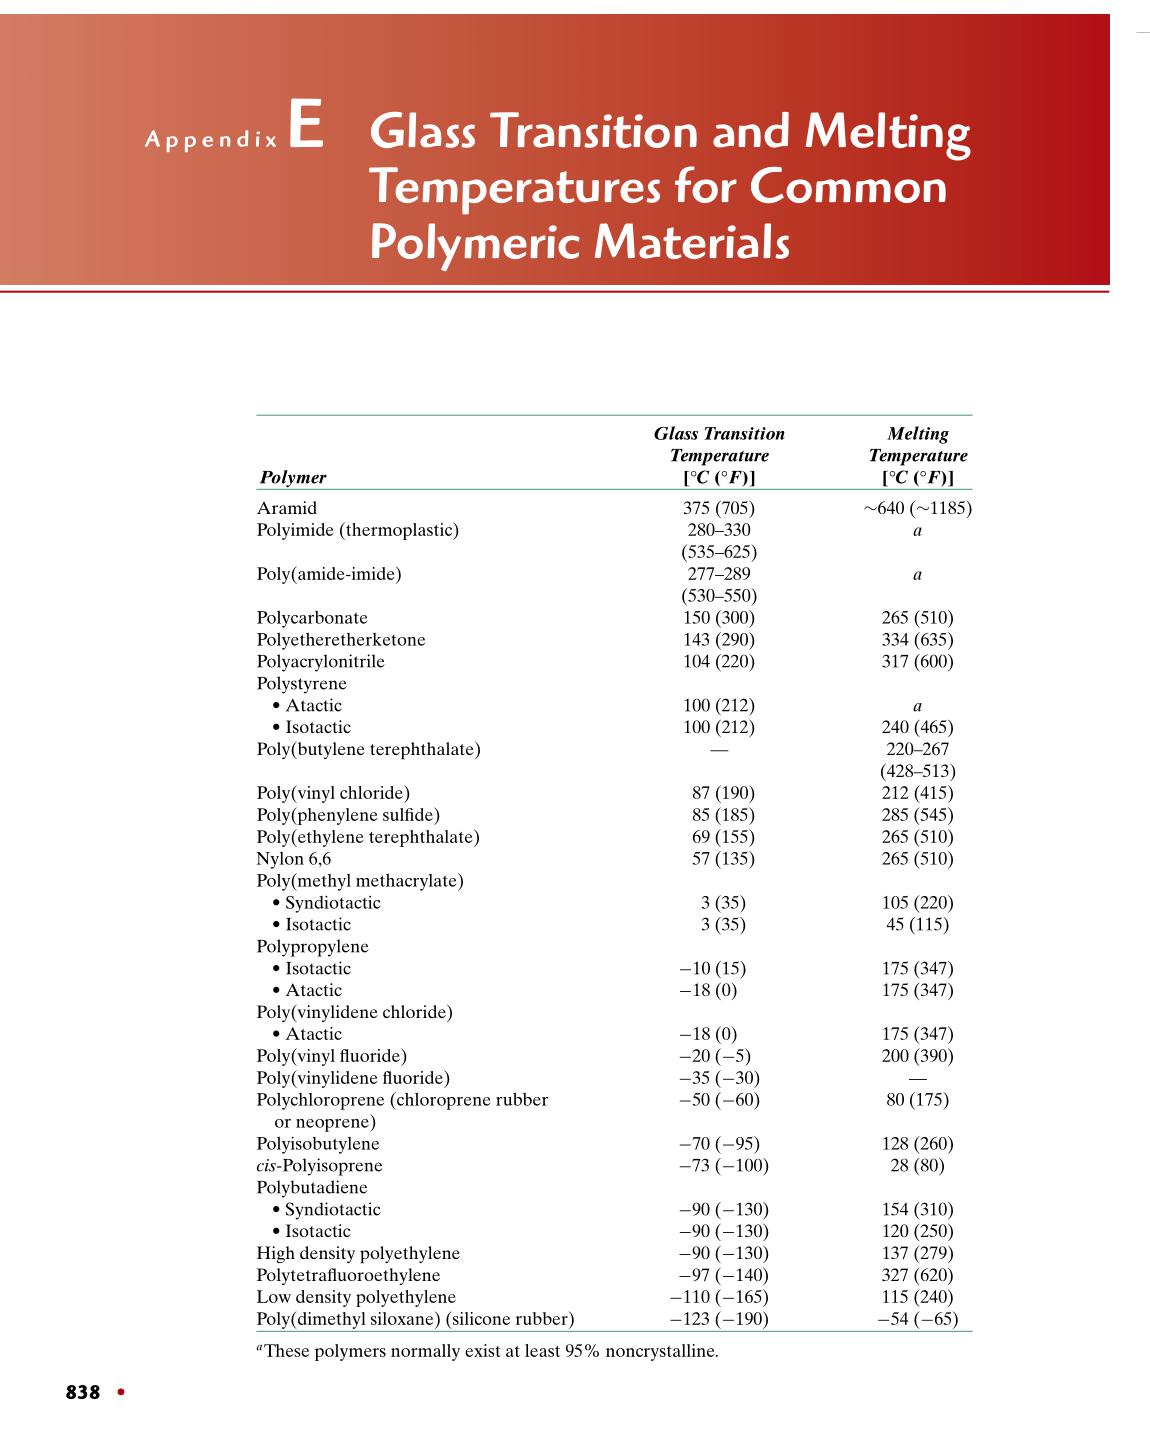 Appendix E Glass Transition and Melting
Temperatures for Common
Polymeric Materials
Glass Transition Melting
Temperature Temperature
Polymer [°C (°F)] [°C (°F)]
Aramid 375 (705) ~640 (~1185)
Polyimide (thermoplastic) 280–330 a
(535–625)
Poly(amide-imide) 277–289 a
(530–550)
Polycarbonate 150 (300) 265 (510)
Polyetheretherketone 143 (290) 334 (635)
Polyacrylonitrile 104 (220) 317 (600)
Polystyrene
• Atactic 100 (212) a
• Isotactic 100 (212) 240 (465)
Poly(butylene terephthalate) — 220–267
(428–513)
Poly(vinyl chloride) 87 (190) 212 (415)
Poly(phenylene sulfide) 85 (185) 285 (545)
Poly(ethylene terephthalate) 69 (155) 265 (510)
Nylon 6,6 57 (135) 265 (510)
Poly(methyl methacrylate)
• Syndiotactic 3 (35) 105 (220)
• Isotactic 3 (35) 45 (115)
Polypropylene
• Isotactic −10 (15) 175 (347)
• Atactic −18 (0) 175 (347)
Poly(vinylidene chloride)
• Atactic −18 (0) 175 (347)
Poly(vinyl fluoride) −20 (−5) 200 (390)
Poly(vinylidene fluoride) −35 (−30) —
Polychloroprene (chloroprene rubber −50 (−60) 80 (175)
or neoprene)
Polyisobutylene −70 (−95) 128 (260)
cis-Polyisoprene −73 (−100) 28 (80)
Polybutadiene
• Syndiotactic −90 (−130) 154 (310)
• Isotactic −90 (−130) 120 (250)
High density polyethylene −90 (−130) 137 (279)
Polytetrafluoroethylene −97 (−140) 327 (620)
Low density polyethylene −110 (−165) 115 (240)
Poly(dimethyl siloxane) (silicone rubber) −123 (−190) −54 (−65)
a These polymers normally exist at least 95% noncrystalline.
838 •